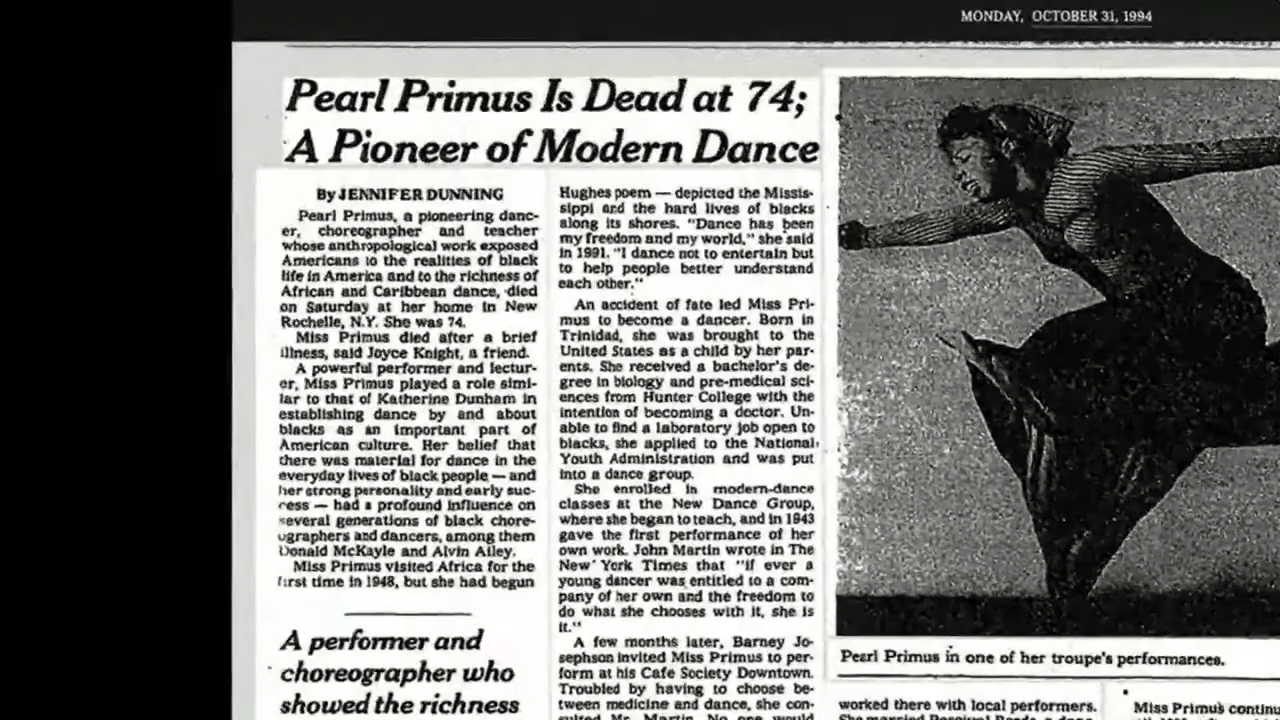 MONDAY, OCTOBER 31, 1994
Pearl Primus Is Dead at 74;
A Pioneer of Modern Dance
By JENNIFER DUNNING
Pearl Primus, a pioneering danc-
er, choreographer and teacher
whose anthropological work exposed
Americans to the realities of black
life in America and to the richness of
African and Caribbean dance, died
on Saturday at her home in New
Rochelle, N.Y. She was 74.
Miss Primus died after a brief
illness, said Joyce Knight, a friend.
A powerful performer and lectur-
er, Miss Primus played a role simi-
lar to that of Katherine Dunham in
establishing dance by and about
blacks as an important part of
American culture. Her belief that
there was material for dance in the
everyday lives of black people — and
her strong personality and early suc-
cess — had a profound influence on
several generations of black chore-
ographers and dancers, among them
Donald McKayle and Alvin Ailey.
Miss Primus visited Africa for the
first time in 1948, but she had begun
A performer and
choreographer who
showed the richness
Hughes poem — depicted the Missis-
sippi and the hard lives of blacks
along its shores. "Dance has been
my freedom and my world," she said
in 1991. "I dance not to entertain but
to help people better understand
each other."
An accident of fate led Miss Pri-
mus to become a dancer. Born in
Trinidad, she was brought to the
United States as a child by her par-
ents. She received a bachelor's de-
gree in biology and pre-medical sci-
ences from Hunter College with the
intention of becoming a doctor. Un-
able to find a laboratory job open to
blacks, she applied to the National
Youth Administration and was put
into a dance group.
She enrolled in modern-dance
classes at the New Dance Group,
where she began to teach, and in 1943
gave the first performance of her
own work. John Martin wrote in The
New York Times that "if ever a
young dancer was entitled to a com-
pany of her own and the freedom to
do what she chooses with it, she is
it."
A few months later, Barney Jo-
sephson invited Miss Primus to per-
form at his Cafe Society Downtown.
Troubled by having to choose be-
tween medicine and dance, she con-
sulted Mr. Martin. No one would
Pearl Primus in one of her troupe's performances.
worked there with local performers.
She married Percival Borde, a dance
Miss Primus continu